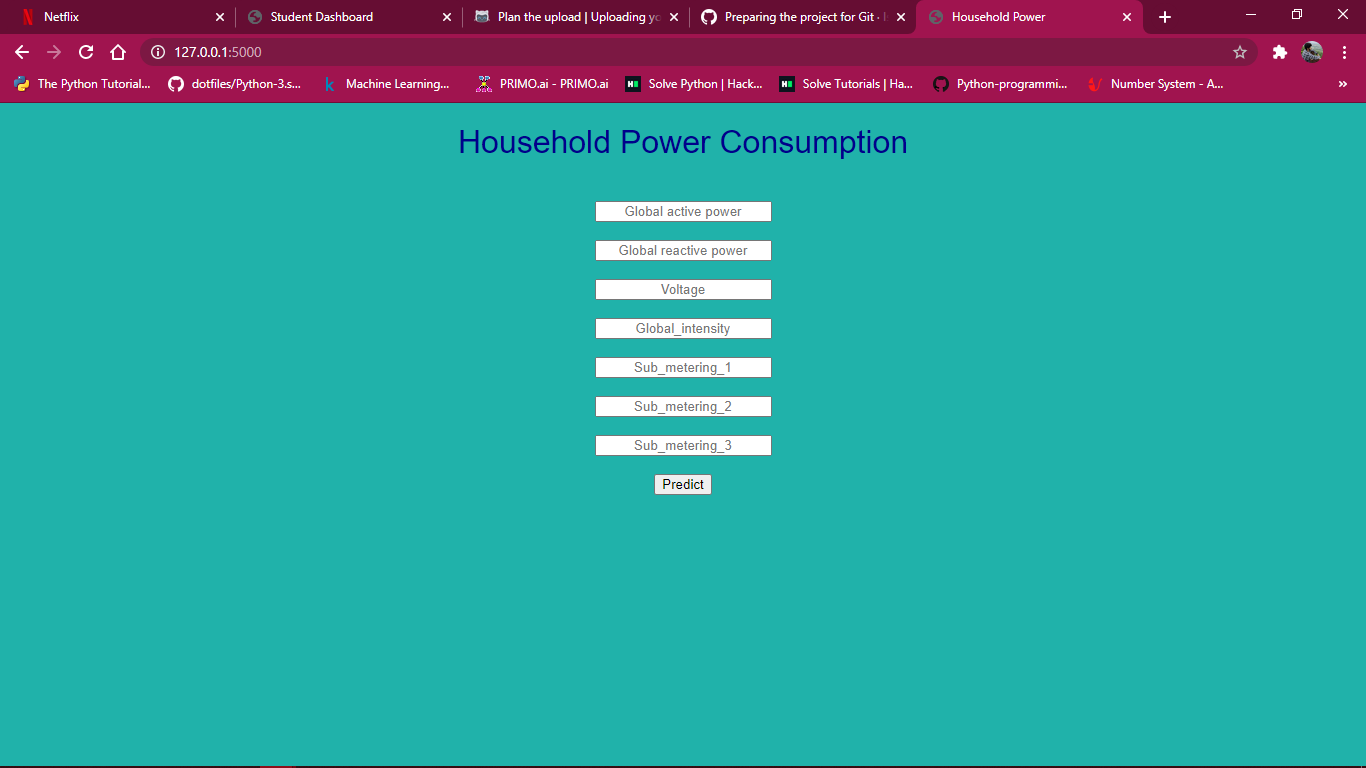 Netflix
Student Dashboard
Plan the upload | Uploading yo
Preparing the project for Git ·
Household Power
127.0.0.1:5000
The Python Tutorial...
dotfiles/Python-3.s...
Machine Learning...
PRIMO.ai - PRIMO.ai
Solve Python | Hack...
Solve Tutorials | Ha...
Python-programmi...
Number System - A...
Household Power Consumption
Global active power
Global reactive power
Voltage
Global_intensity
Sub_metering_1
Sub_metering_2
Sub_metering_3
Predict